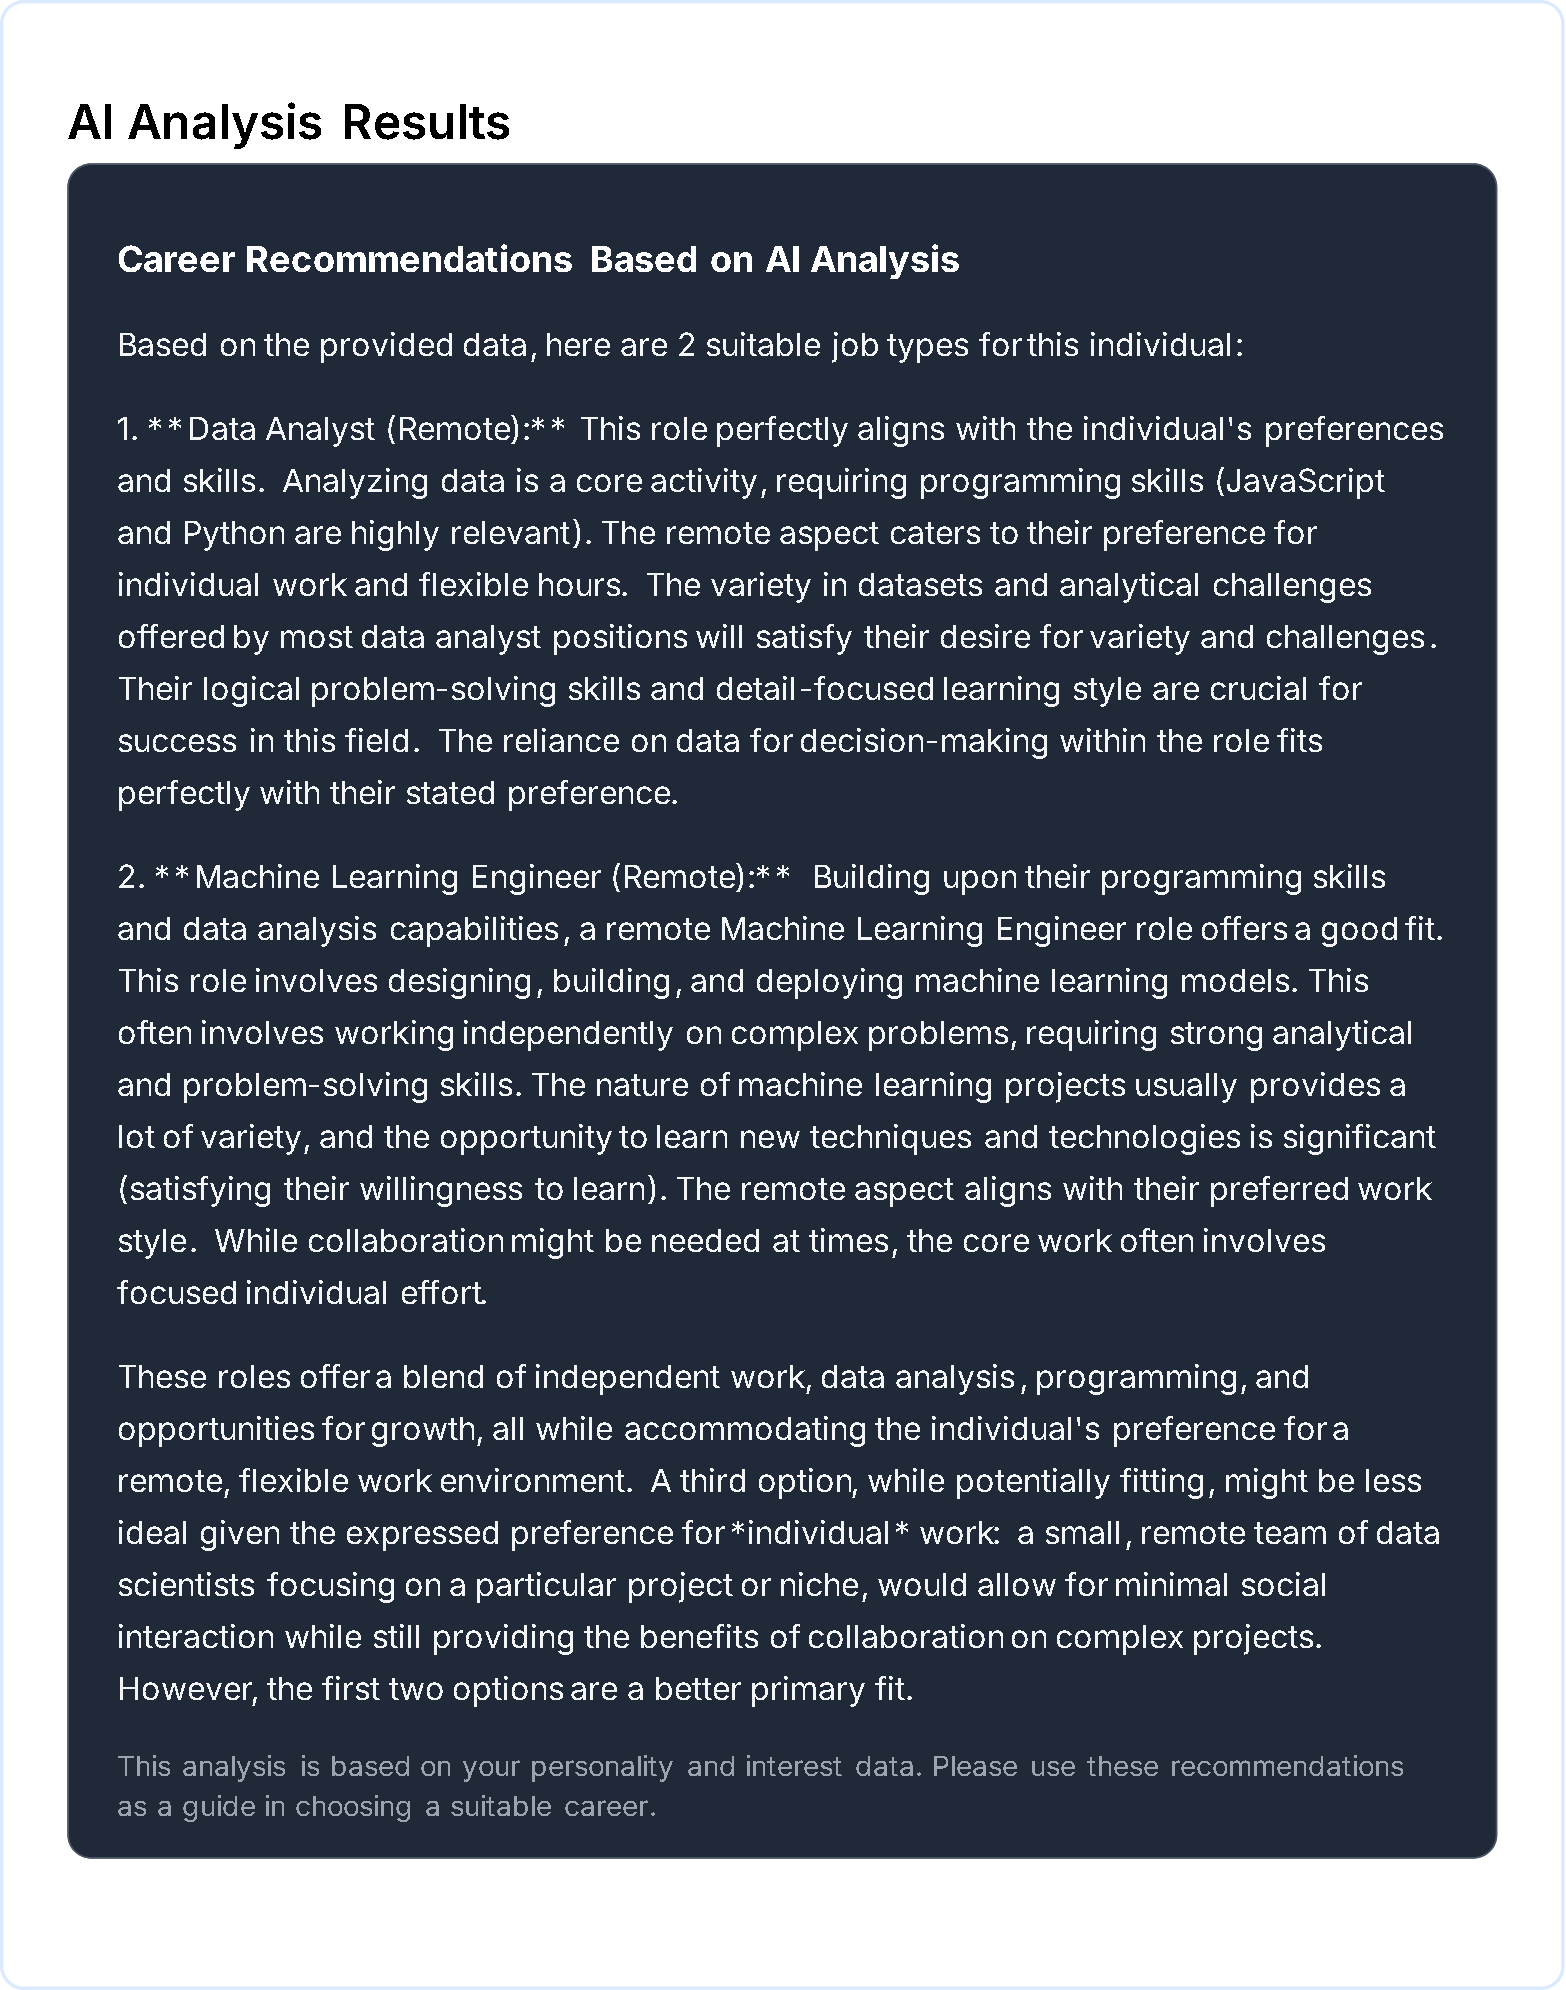 AI Analysis Results
Career Recommendations Based on AI Analysis
Based on the provided data, here are 2 suitable job types for this individual:
1. **Data Analyst (Remote):** This role perfectly aligns with the individual's preferences
and skills. Analyzing data is a core activity, requiring programming skills (JavaScript
and Python are highly relevant). The remote aspect caters to their preference for
individual work and flexible hours. The variety in datasets and analytical challenges
offered by most data analyst positions will satisfy their desire for variety and challenges.
Their logical problem-solving skills and detail-focused learning style are crucial for
success in this field. The reliance on data for decision-making within the role fits
perfectly with their stated preference.
2. **Machine Learning Engineer (Remote):** Building upon their programming skills
and data analysis capabilities, a remote Machine Learning Engineer role offers a good fit.
This role involves designing, building, and deploying machine learning models. This
often involves working independently on complex problems, requiring strong analytical
and problem-solving skills. The nature of machine learning projects usually provides a
lot of variety, and the opportunity to learn new techniques and technologies is significant
(satisfying their willingness to learn). The remote aspect aligns with their preferred work
style. While collaboration might be needed at times, the core work often involves
focused individual effort.
These roles offer a blend of independent work, data analysis, programming, and
opportunities for growth, all while accommodating the individual's preference for a
remote, flexible work environment. A third option, while potentially fitting, might be less
ideal given the expressed preference for *individual* work: a small, remote team of data
scientists focusing on a particular project or niche, would allow for minimal social
interaction while still providing the benefits of collaboration on complex projects.
However, the first two options are a better primary fit.
This analysis is based on your personality and interest data. Please use these recommendations
as a guide in choosing a suitable career.